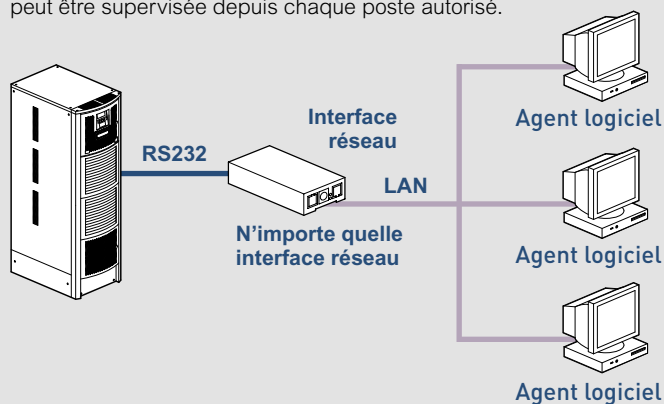 peut être supervisée depuis chaque poste autorisé.
Interface
réseau
RS232
LAN
N'importe quelle
interface réseau
Agent logiciel
Agent logiciel
Agent logiciel